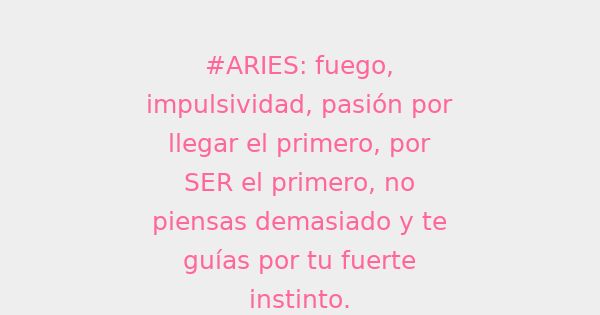 #ARIES: fuego,
impulsividad, pasión por
llegar el primero, por
SER el primero, no
piensas demasiado y te
guías por tu fuerte
instinto.